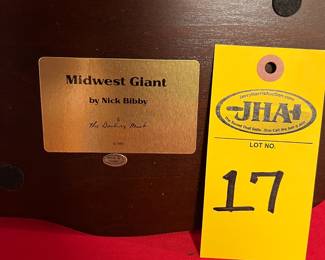 Midwest Giant
by Nick Bibby
The Danbury Mint
JHA
LOT NO.
17